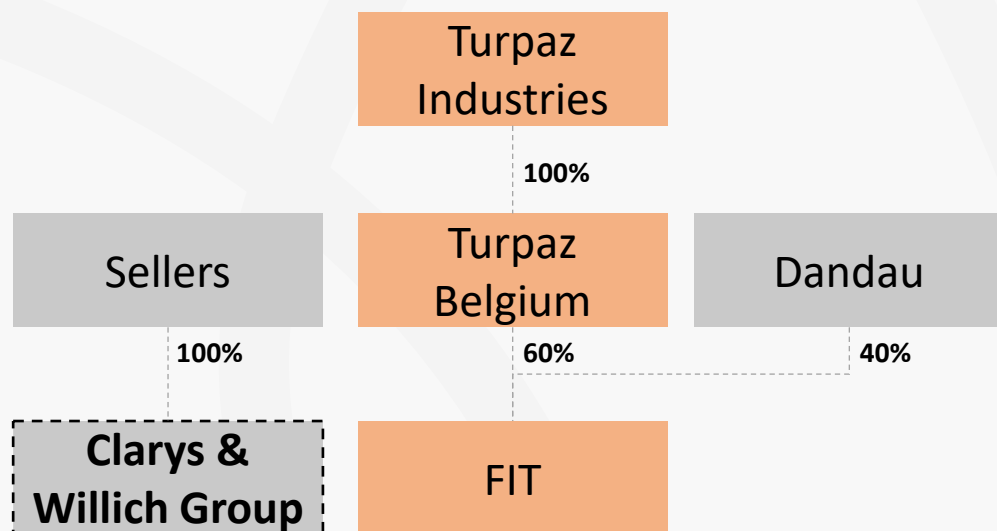 Turpaz
Industries
100%
Sellers
Turpaz
Belgium
Dandau
100%
60%
40%
Clarys &
Willich Group
FIT